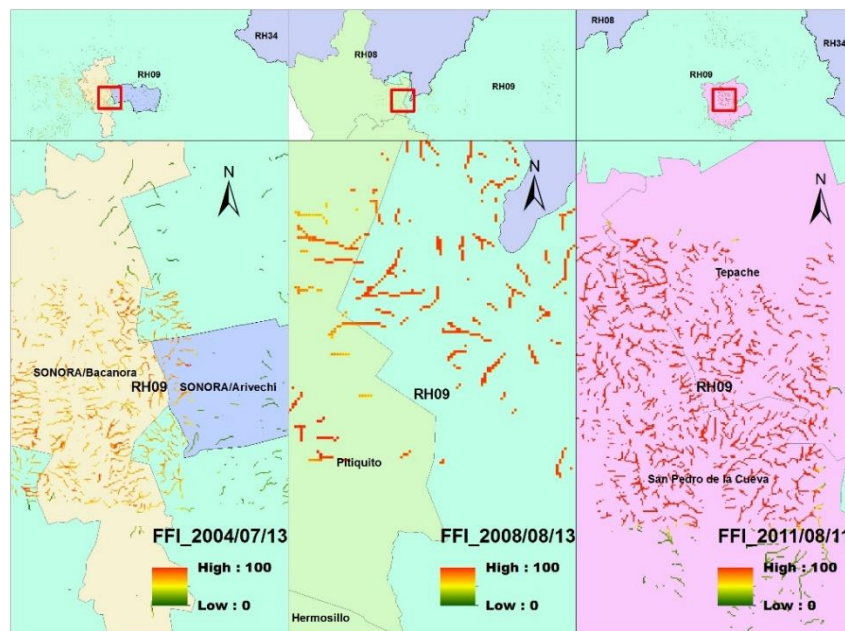 RH34
RH09
RH08
RH09
RH08
RH34
RH09
N
SONORA/Bacanora
RH09
SONORA/Arivechi
FFI_2004/07/13
High : 100
Low : 0
N
RH09
Pitiquito
FFI_2008/08/13
High : 100
Low : 0
Hermosillo
N
Tepache
RH09
San Pedro de la Cueva
FFI_2011/08/11
High : 100
Low : 0